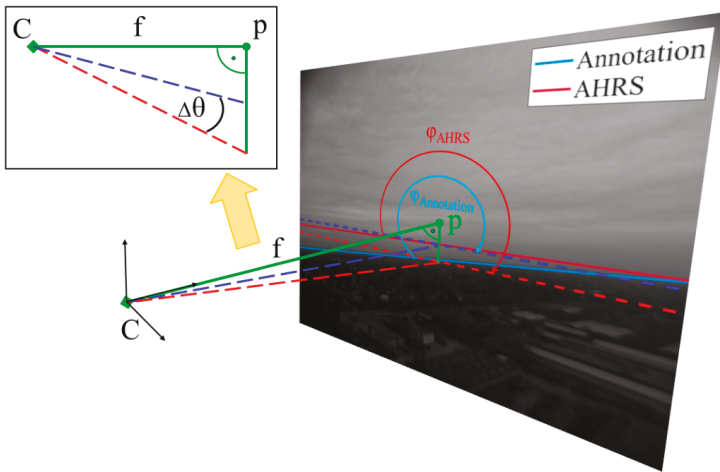 C f p
Δθ
Annotation
AHRS
φAHRS
φAnnotation
p
f
C